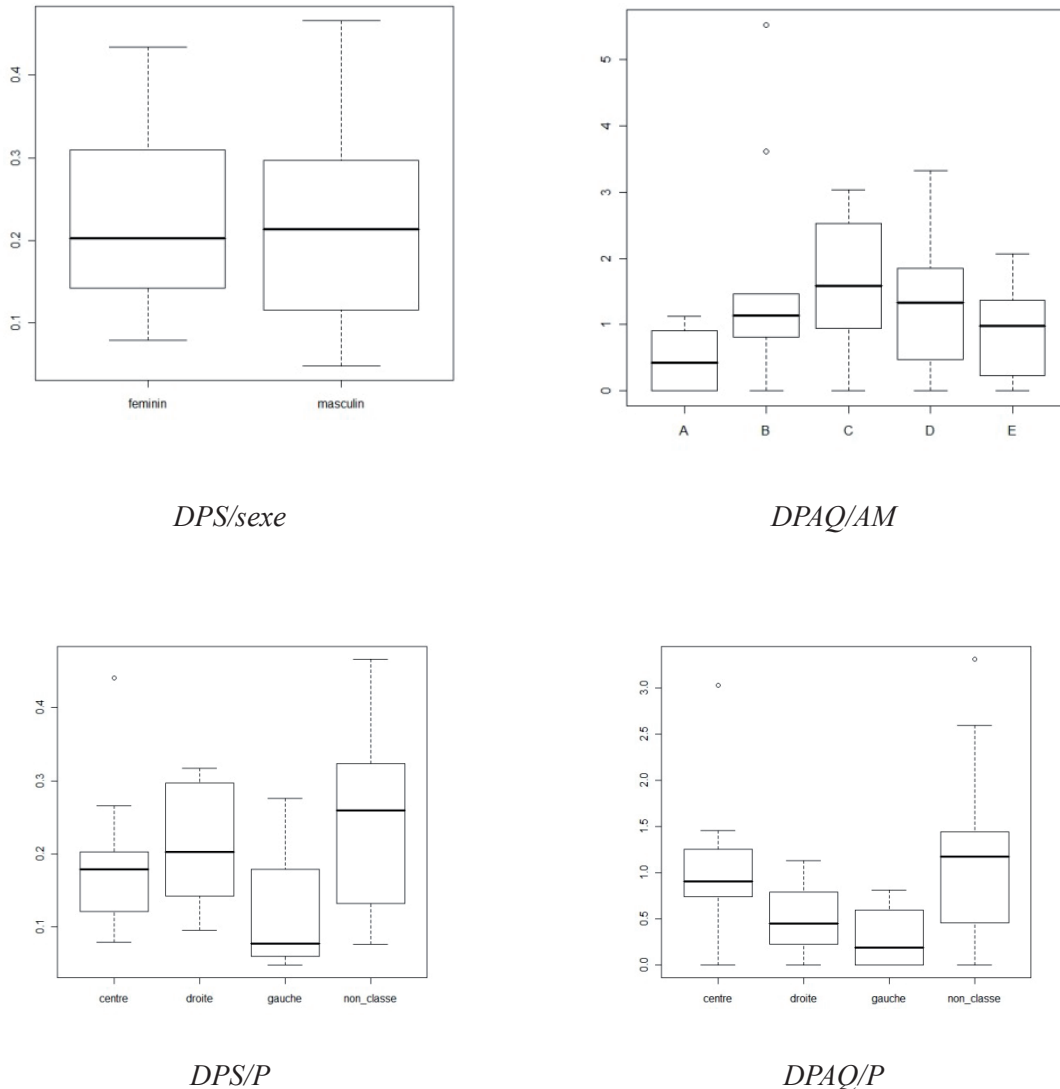 0.1 0.2 0.3 0.4
feminin masculin
DPS/sexe
0 1 2 3 4 5
A B C D E
DPAQ/AM
0.1 0.2 0.3 0.4
centre droite gauche non_classe
DPS/P
0.0 0.5 1.0 1.5 2.0 2.5 3.0
centre droite gauche non_classe
DPAQ/P